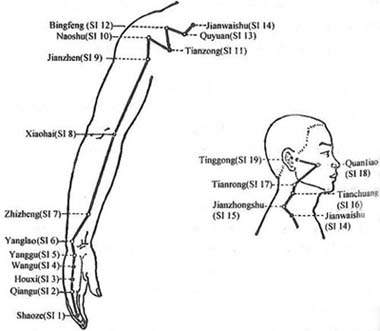 Bingfeng (SI 12)
Jianwaishu(SI 14)
Naoshu(SI 10)
Quyuan(SI 13)
Jianzhen(SI 9)
Tianzong(SI 11)
Xiaohai(SI 8)
Zhizheng(SI 7)
Yanglao(SI 6)
Yanggu(SI 5)
Wangu(SI 4)
Houxi(SI 3)
Qiangu(SI 2)
Shaoze(SI 1)
Tinggong(SI 19)
Quanliao
(SI 18)
Tianrong(SI 17)
Tianchuang
(SI 16)
Jianzhongshu
(SI 15)
Jianwaishu
(SI 14)